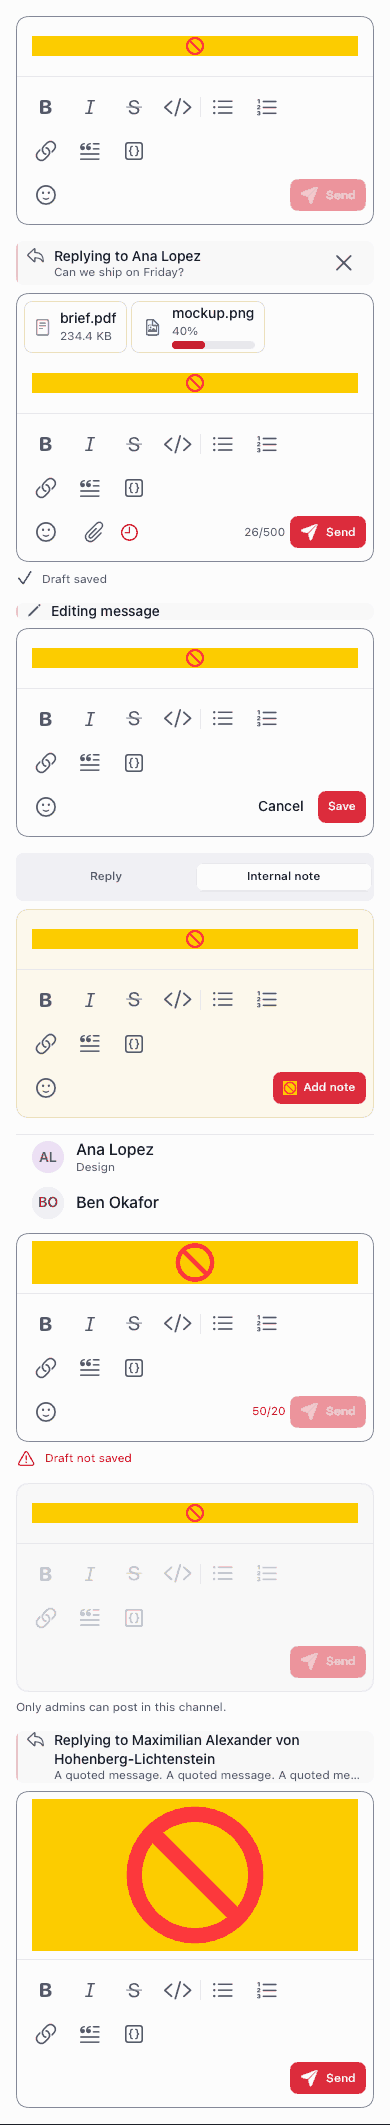 B I S </>
Send
Replying to Ana Lopez
Can we ship on Friday?
brief.pdf
234.4 KB
mockup.png
40%
B I S </>
26/500 Send
Draft saved
Editing message
B I S </>
Cancel Save
Reply Internal note
B I S </>
Add note
AL Ana Lopez
Design
BO Ben Okafor
B I S </>
50/20 Send
Draft not saved
B I S </>
Send
Only admins can post in this channel.
Replying to Maximilian Alexander von
Hohenberg-Lichtenstein
A quoted message. A quoted message. A quoted me...
B I S </>
Send